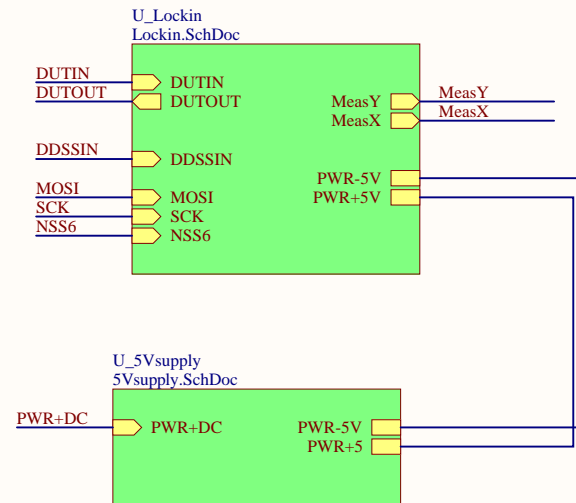 U_Lockin
Lockin.SchDoc
DUTIN
DUTIN
DUTOUT
DUTOUT
MeasY
MeasY
MeasX
MeasX
DDSSIN
DDSSIN
PWR-5V
MOSI
MOSI
PWR+5V
SCK
SCK
NSS6
NSS6
U_5Vsupply
5Vsupply.SchDoc
PWR+DC
PWR+DC
PWR-5V
PWR+5